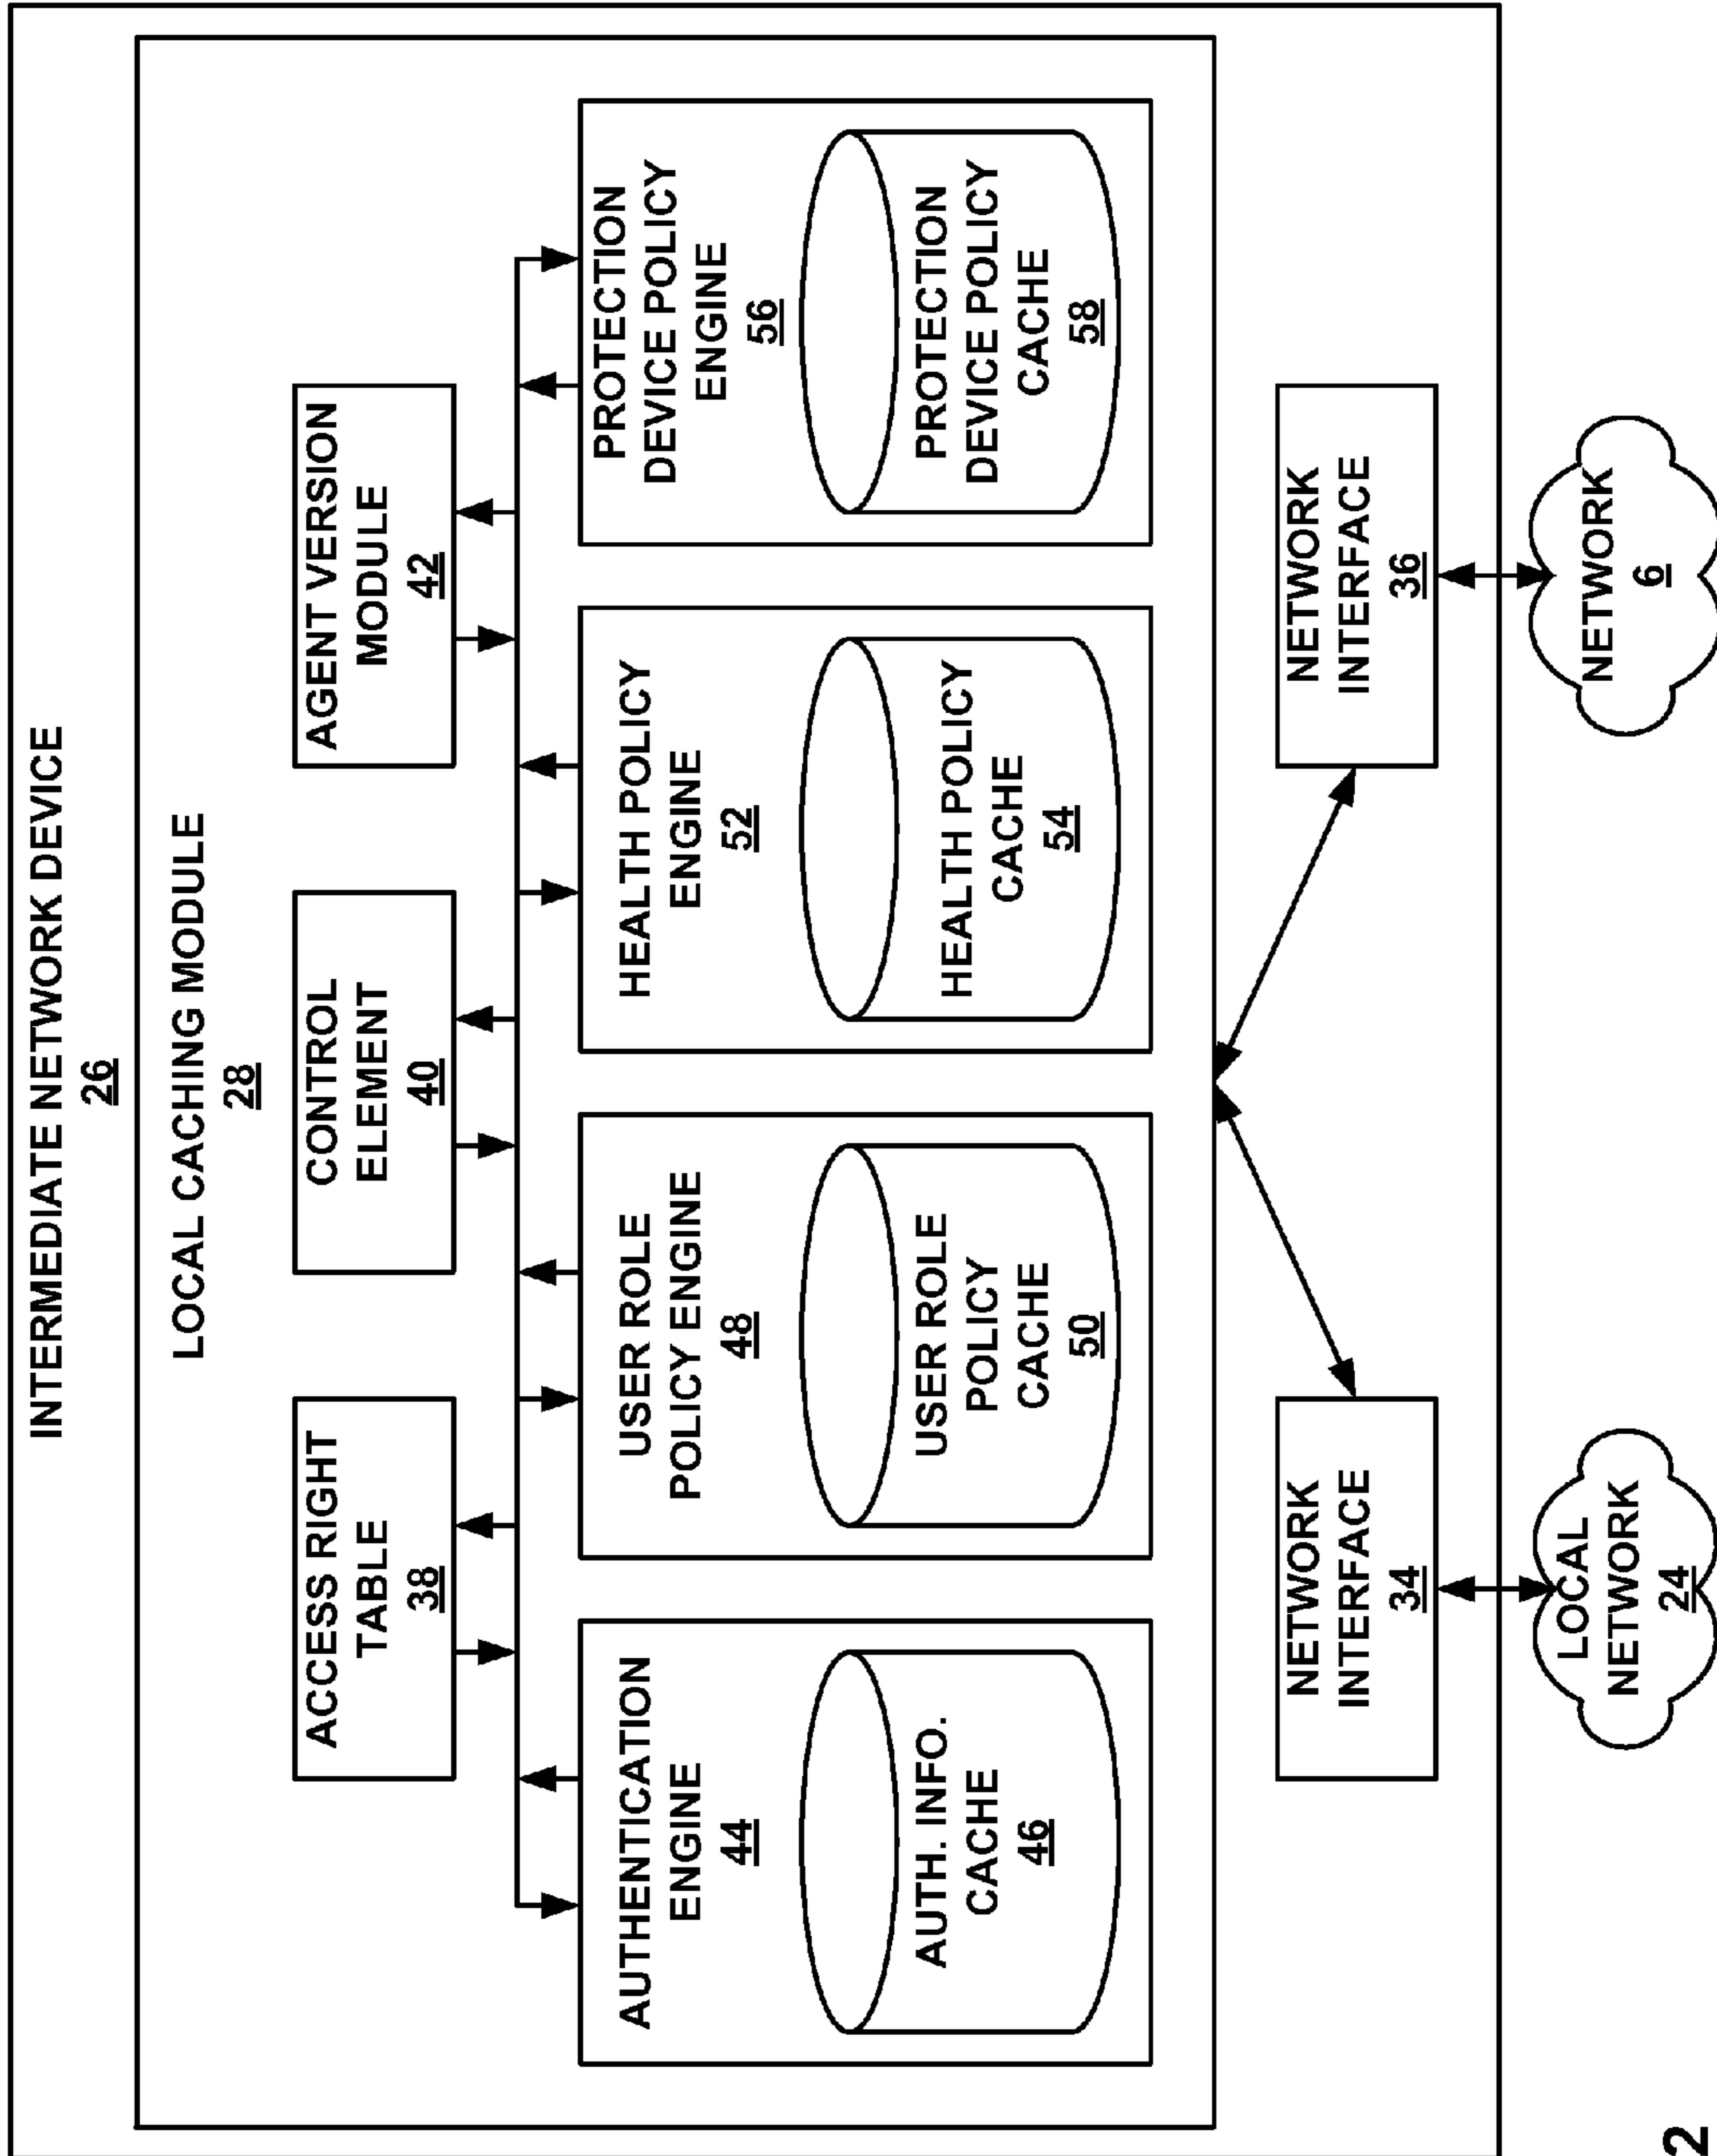 INTERMEDIATE NETWORK DEVICE
26
LOCAL CACHING MODULE
28
ACCESS RIGHT
TABLE
38
CONTROL
ELEMENT
40
AGENT VERSION
MODULE
42
AUTHENTICATION
ENGINE
44
AUTH. INFO.
CACHE
46
USER ROLE
POLICY ENGINE
48
USER ROLE
POLICY
CACHE
50
HEALTH POLICY
ENGINE
52
HEALTH POLICY
CACHE
54
PROTECTION
DEVICE POLICY
ENGINE
56
PROTECTION
DEVICE POLICY
CACHE
58
NETWORK
INTERFACE
34
NETWORK
INTERFACE
36
LOCAL
NETWORK
24
NETWORK
6
2